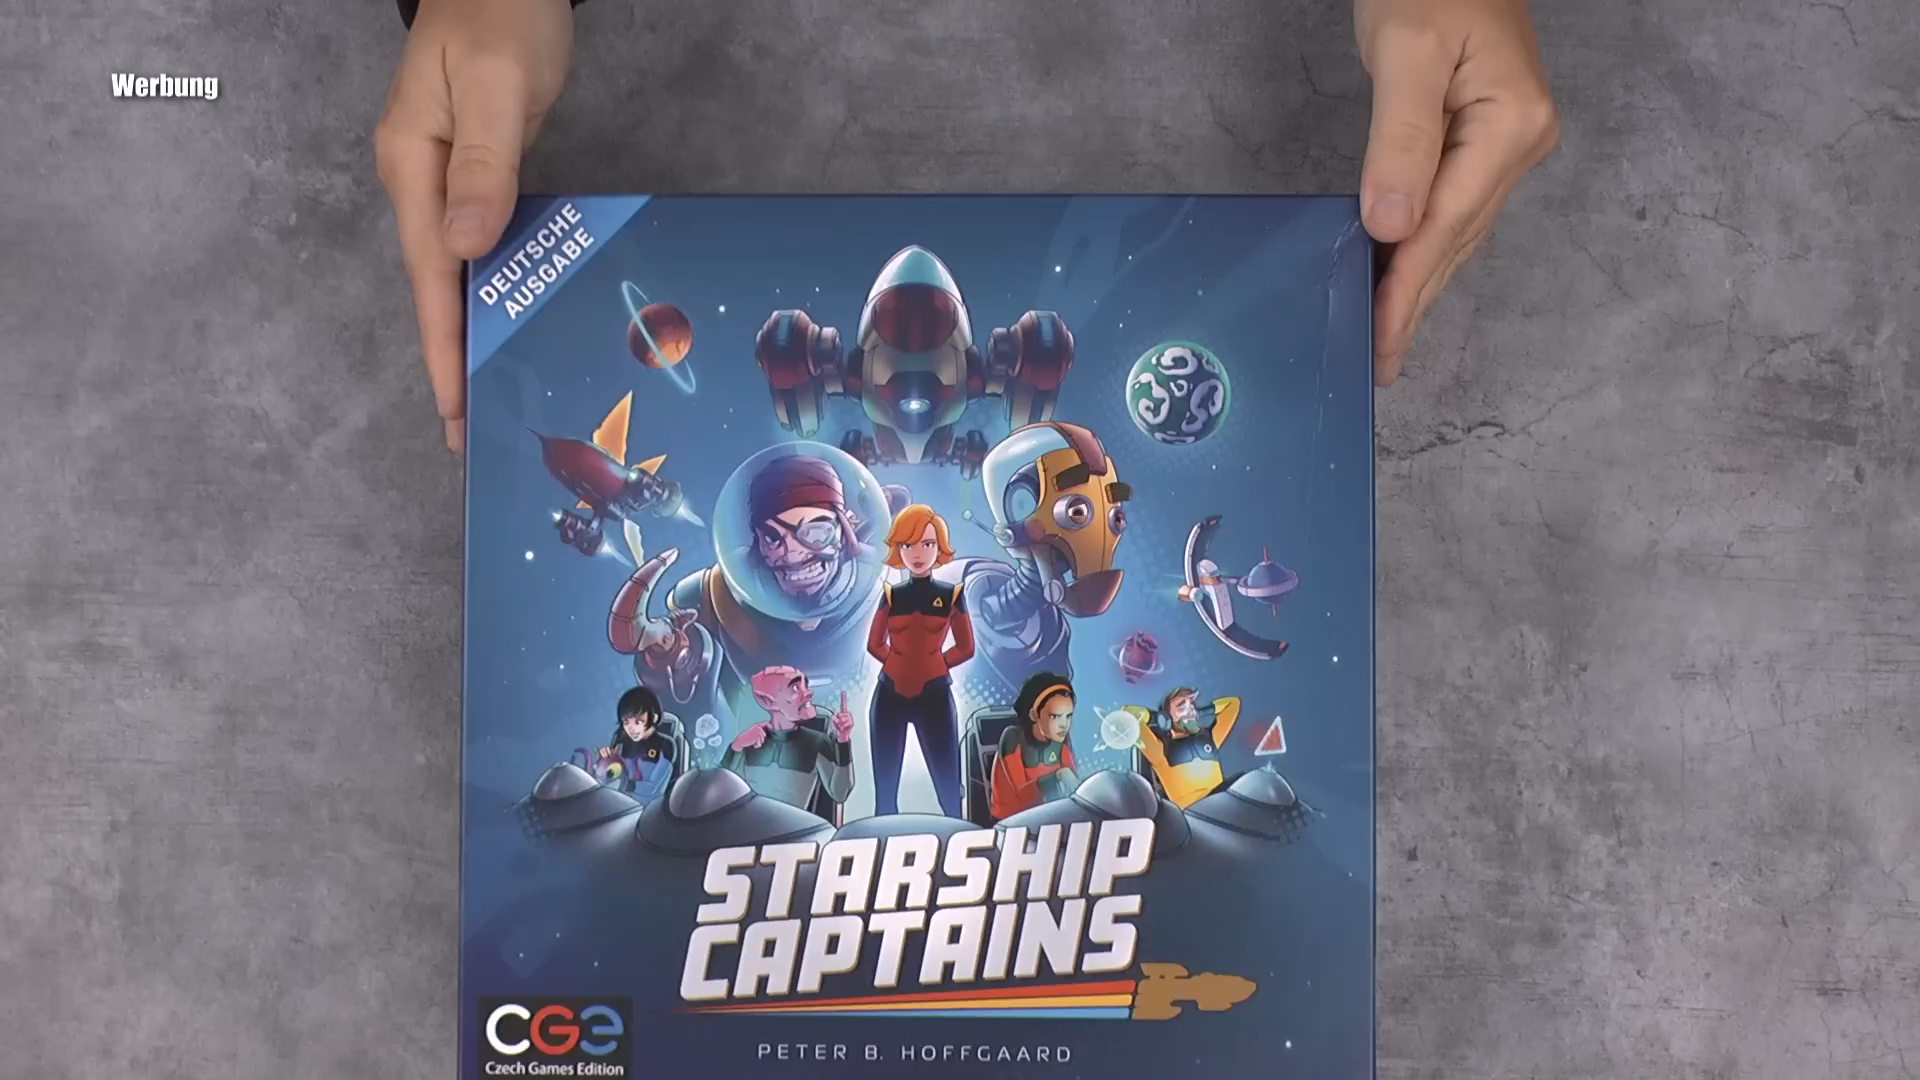 Werbung
DEUTSCHE
AUSGABE
STARSHIP
CAPTAINS
PETER B. HOFFGAARD
CGE
Czech Games Edition